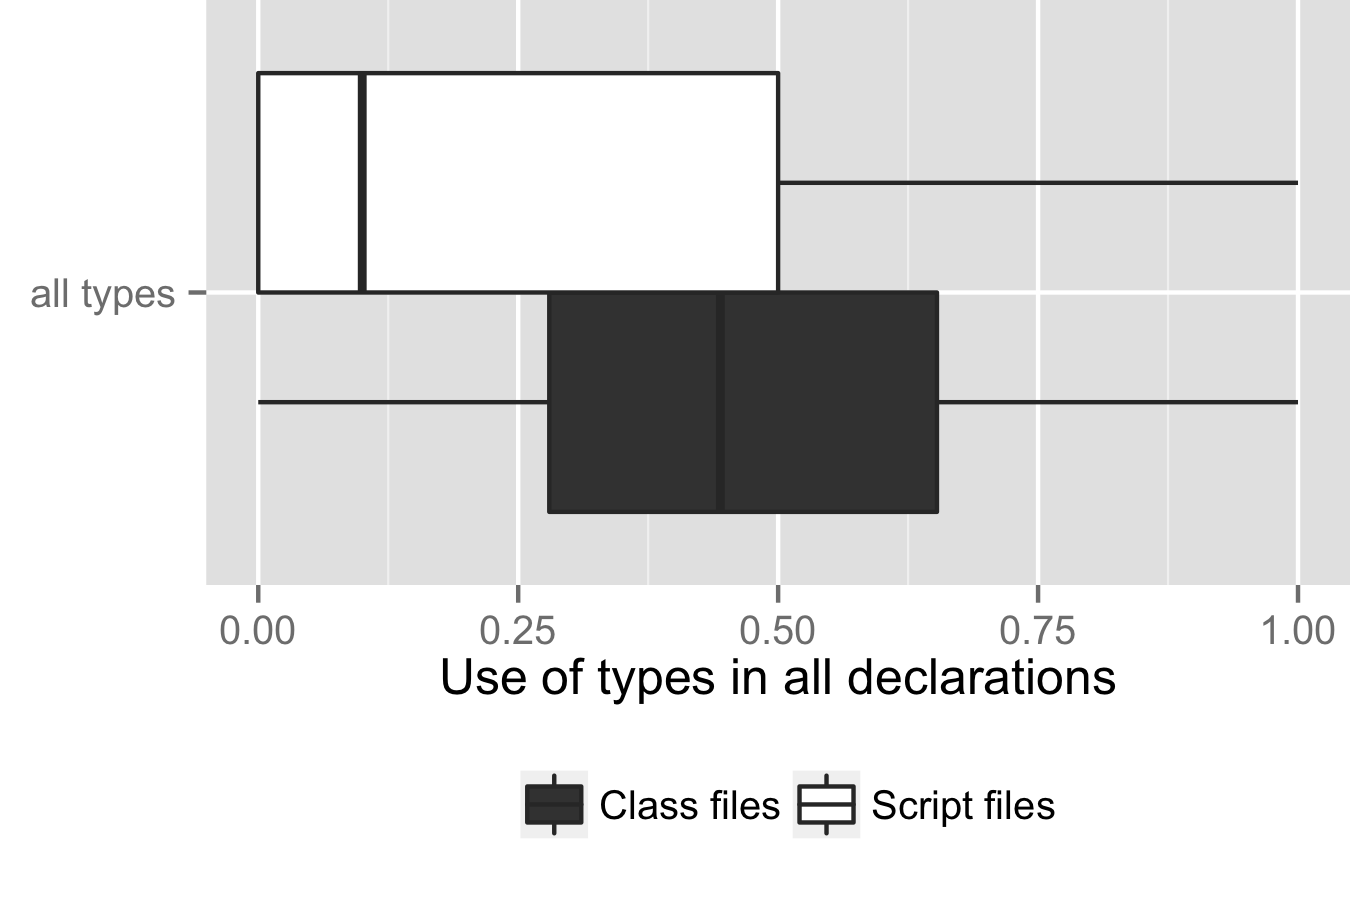 all types
0.00 0.25 0.50 0.75 1.00
Use of types in all declarations
Class files Script files